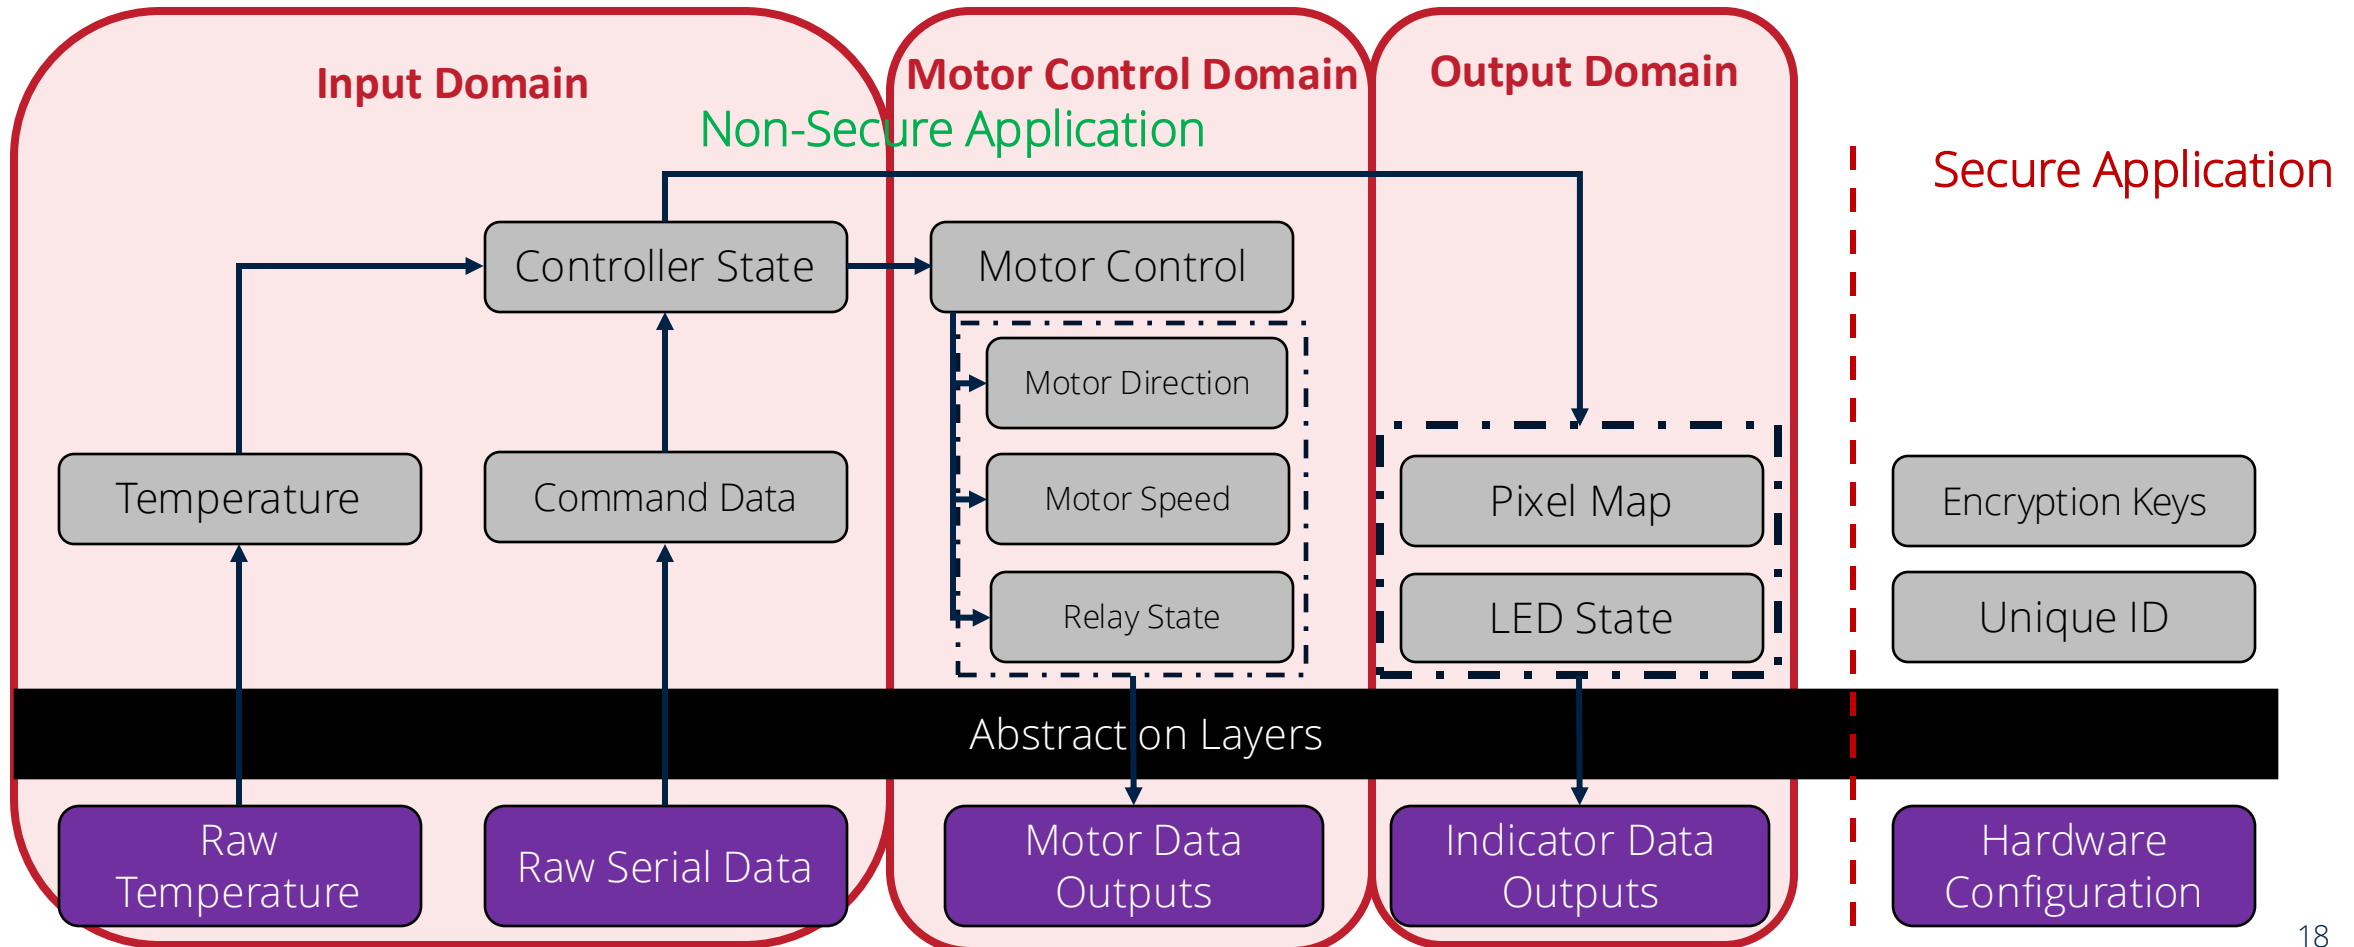 Input Domain
Motor Control Domain
Output Domain
Non-Secure Application
Secure Application
Controller State
Motor Control
Motor Direction
Temperature
Command Data
Motor Speed
Pixel Map
Encryption Keys
Relay State
LED State
Unique ID
Abstraction Layers
Raw
Temperature
Raw Serial Data
Motor Data
Outputs
Indicator Data
Outputs
Hardware
Configuration
18